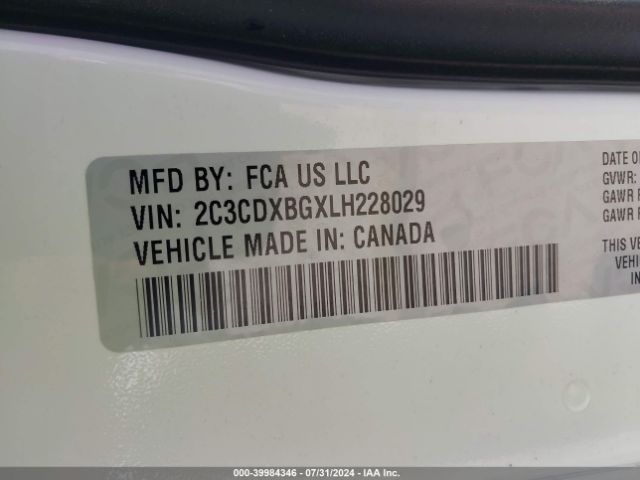 MFD BY: FCA US LLC
VIN: 2C3CDXBGXLH228029
VEHICLE MADE IN: CANADA
DATE O
GVWR:
GAWR
GAWR
THIS VE
VEHI
IN
000-39984346 | 07/31/2024 - COPART, IAA